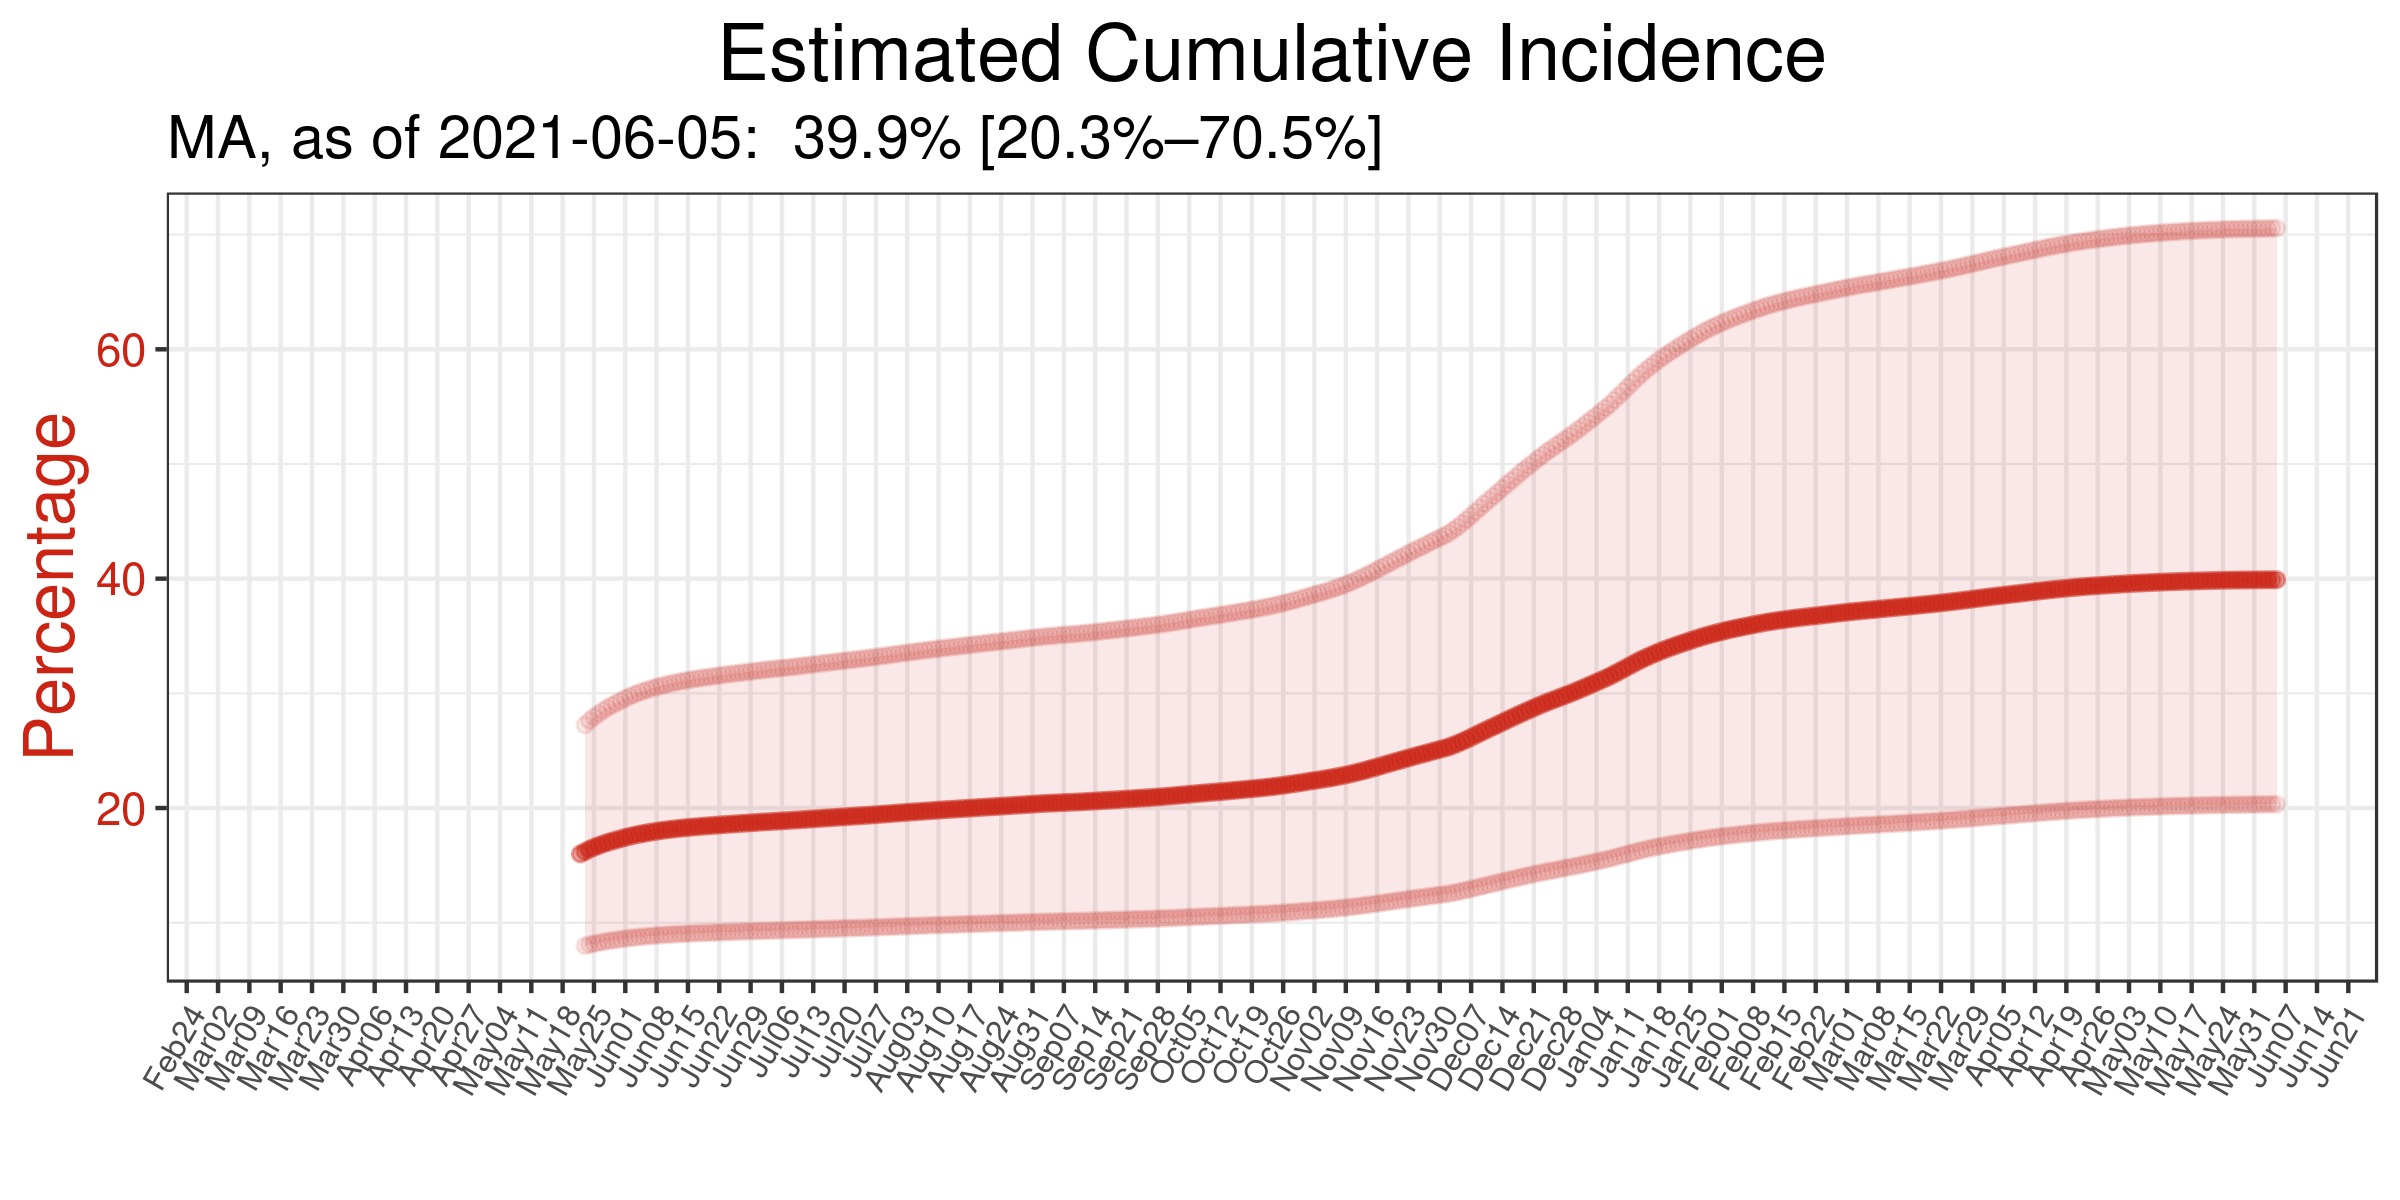 Estimated Cumulative Incidence
MA, as of 2021-06-05:  39.9% [20.3%–70.5%]
Percentage
60
40
20
Feb24
Mar02
Mar09
Mar16
Mar23
Mar30
Apr06
Apr13
Apr20
Apr27
May04
May11
May18
May25
Jun01
Jun08
Jun15
Jun22
Jun29
Jul06
Jul13
Jul20
Jul27
Aug03
Aug10
Aug17
Aug24
Aug31
Sep07
Sep14
Sep21
Sep28
Oct05
Oct12
Oct19
Oct26
Nov02
Nov09
Nov16
Nov23
Nov30
Dec07
Dec14
Dec21
Dec28
Jan04
Jan11
Jan18
Jan25
Feb01
Feb08
Feb15
Feb22
Mar01
Mar08
Mar15
Mar22
Mar29
Apr05
Apr12
Apr19
Apr26
May03
May10
May17
May24
May31
Jun07
Jun14
Jun21